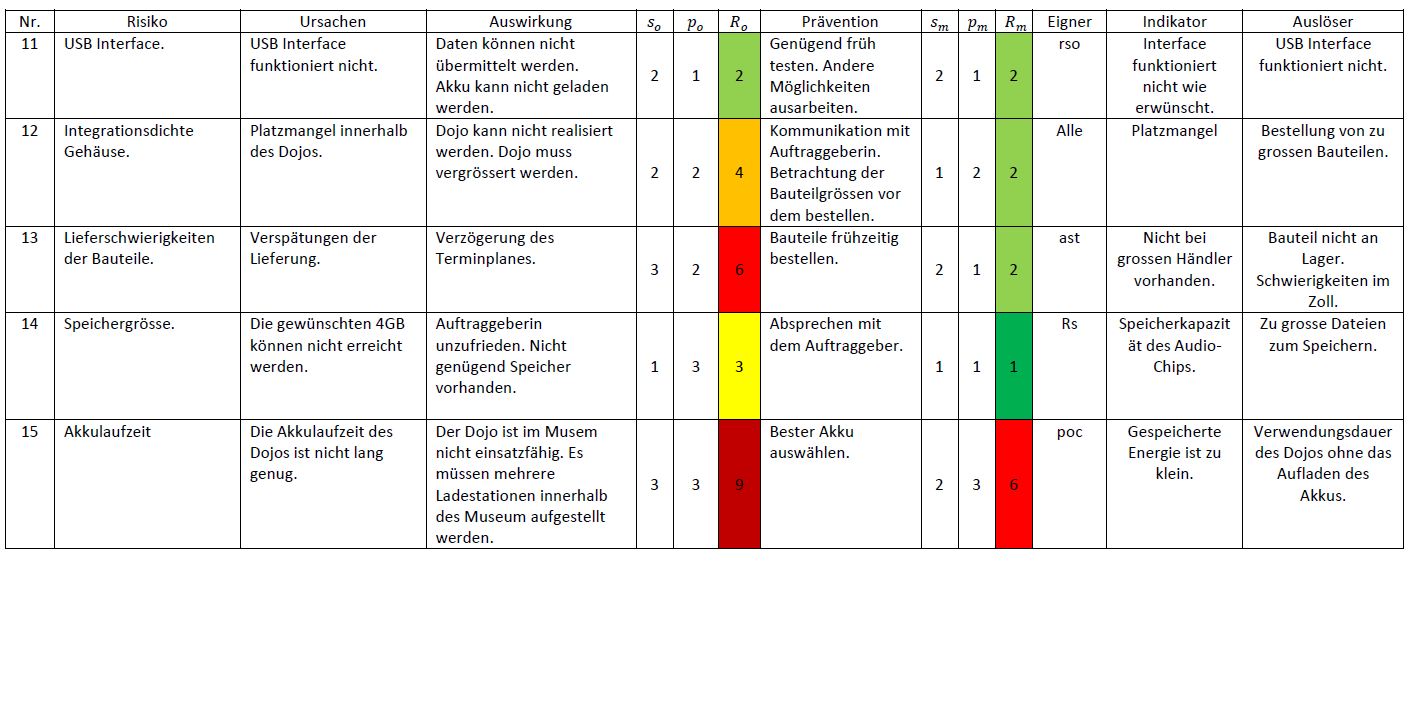 Nr. Risiko Ursachen Auswirkung s₀ p₀ R₀ Prävention sₘ pₘ Rₘ Eigner Indikator Auslöser
11 USB Interface. USB Interface Daten können nicht Genügend früh rso Interface USB Interface
funktioniert nicht. übermittelt werden. testen. Andere funktioniert funktioniert nicht.
2 1 2 2 1 2
Akku kann nicht geladen Möglichkeiten nicht wie
werden. ausarbeiten. erwünscht.
12 Integrationsdichte Platzmangel innerhalb Dojo kann nicht realisiert Kommunikation mit Alle Platzmangel Bestellung von zu
Gehäuse. des Dojos. werden. Dojo muss Auftraggeberin. grossen Bauteilen.
vergrössert werden. 2 2 4 Betrachtung der 1 2 2
Bauteilgrössen vor
dem bestellen.
13 Lieferschwierigkeiten Verspätungen der Verzögerung des Bauteile frühzeitig ast Nicht bei Bauteil nicht an
der Bauteile. Lieferung. Terminplanes. bestellen. grossen Händler Lager.
3 2 6 2 1 2
vorhanden. Schwierigkeiten im
Zoll.
14 Speichergrösse. Die gewünschten 4GB Auftraggeberin Absprechen mit Rs Speicherkapazit Zu grosse Dateien
können nicht erreicht unzufrieden. Nicht dem Auftraggeber. ät des Audio- zum Speichern.
werden. genügend Speicher 1 3 3 1 1 1 Chips.
vorhanden.
15 Akkulaufzeit Die Akkulaufzeit des Der Dojo ist im Musem Bester Akku poc Gespeicherte Verwendungsdauer
Dojos ist nicht lang nicht einsatzfähig. Es auswählen. Energie ist zu des Dojos ohne das
genug. müssen mehrere klein. Aufladen des
Ladestationen innerhalb 3 3 9 2 3 6 Akkus.
des Museum aufgestellt
werden.